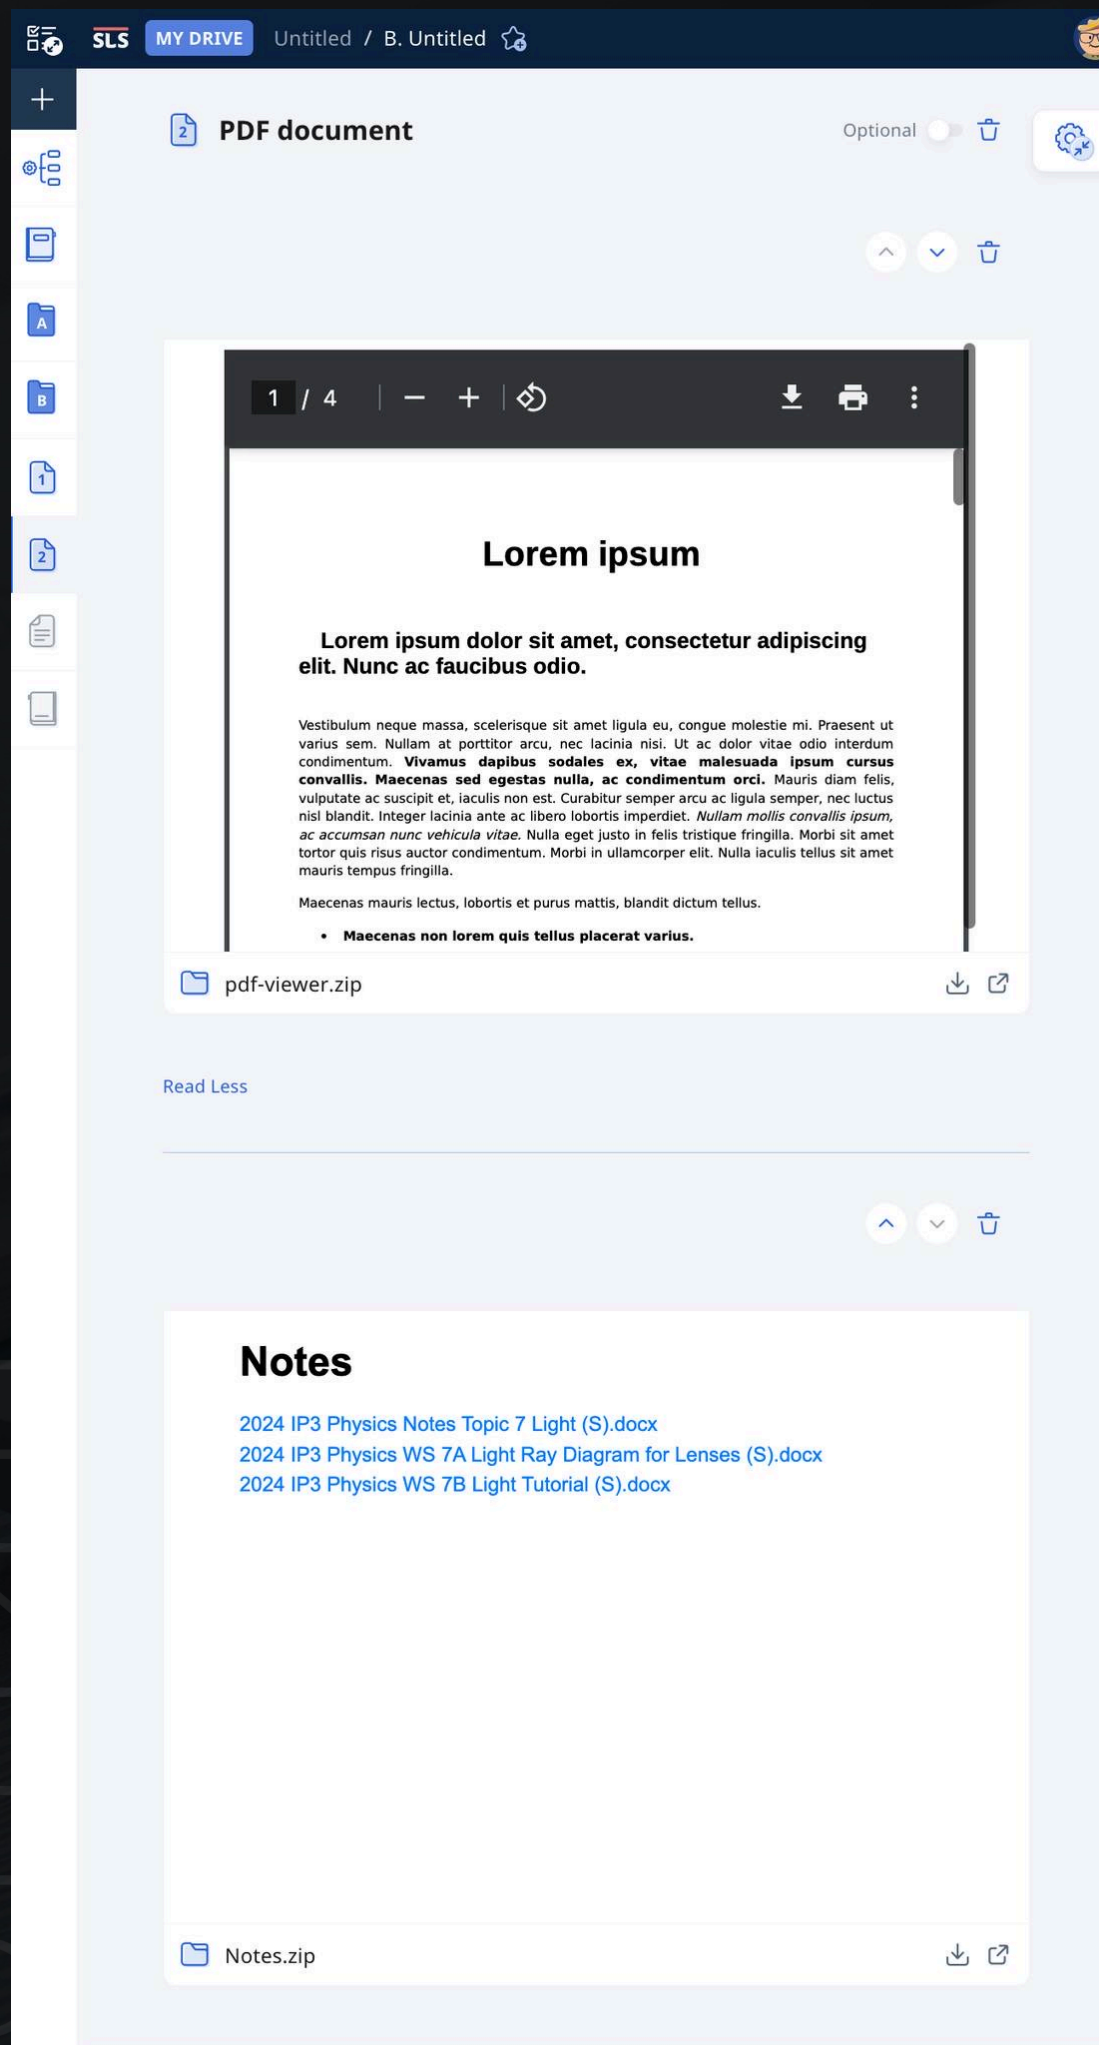 SLS MY DRIVE Untitled / B. Untitled
2 PDF document Optional
A
B
1
2
1 / 4
Lorem ipsum
Lorem ipsum dolor sit amet, consectetur adipiscing
elit. Nunc ac faucibus odio.
Vestibulum neque massa, scelerisque sit amet ligula eu, congue molestie mi. Praesent ut
varius sem. Nullam at porttitor arcu, nec lacinia nisi. Ut ac dolor vitae odio interdum
condimentum. Vivamus dapibus sodales ex, vitae malesuada ipsum cursus
convallis. Maecenas sed egestas nulla, ac condimentum orci. Mauris diam felis,
vulputate ac suscipit et, iaculis non est. Curabitur semper arcu ac ligula semper, nec luctus
nisl blandit. Integer lacinia ante ac libero lobortis imperdiet. Nullam mollis convallis ipsum,
ac accumsan nunc vehicula vitae. Nulla eget justo in felis tristique fringilla. Morbi sit amet
tortor quis risus auctor condimentum. Morbi in ullamcorper elit. Nulla iaculis tellus sit amet
mauris tempus fringilla.
Maecenas mauris lectus, lobortis et purus mattis, blandit dictum tellus.
• Maecenas non lorem quis tellus placerat varius.
pdf-viewer.zip
Read Less
Notes
2024 IP3 Physics Notes Topic 7 Light (S).docx
2024 IP3 Physics WS 7A Light Ray Diagram for Lenses (S).docx
2024 IP3 Physics WS 7B Light Tutorial (S).docx
Notes.zip